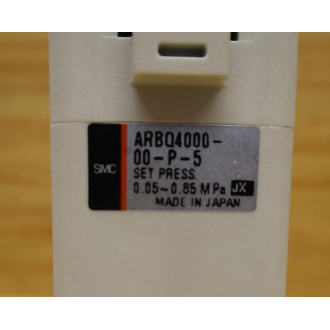 SMC
ARBQ4000-
00-P-5
SET PRESS.
0.05~0.85 MPa JX
MADE IN JAPAN